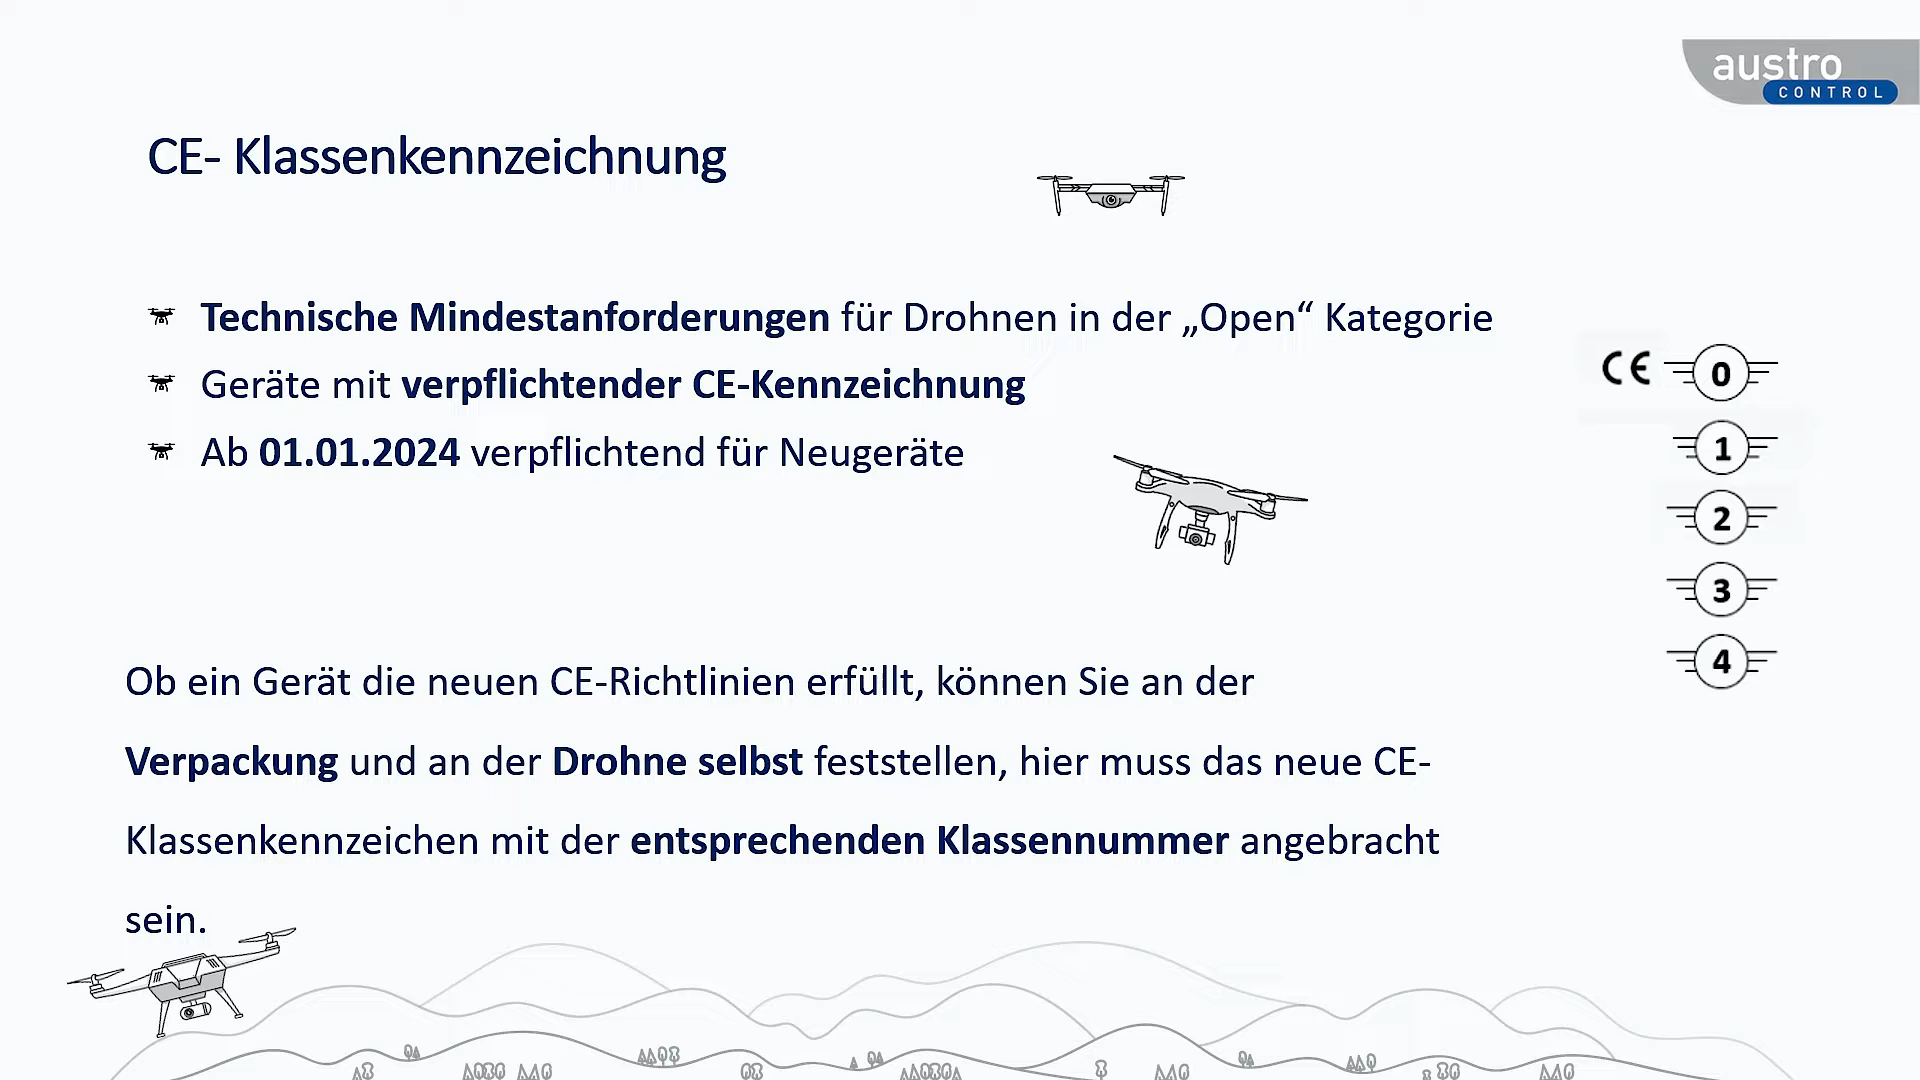 austro
CONTROL
CE- Klassenkennzeichnung
Technische Mindestanforderungen für Drohnen in der „Open“ Kategorie
Geräte mit verpflichtender CE-Kennzeichnung
Ab 01.01.2024 verpflichtend für Neugeräte
CE 0
1
2
3
4
Ob ein Gerät die neuen CE-Richtlinien erfüllt, können Sie an der
Verpackung und an der Drohne selbst feststellen, hier muss das neue CE-
Klassenkennzeichen mit der entsprechenden Klassennummer angebracht
sein.